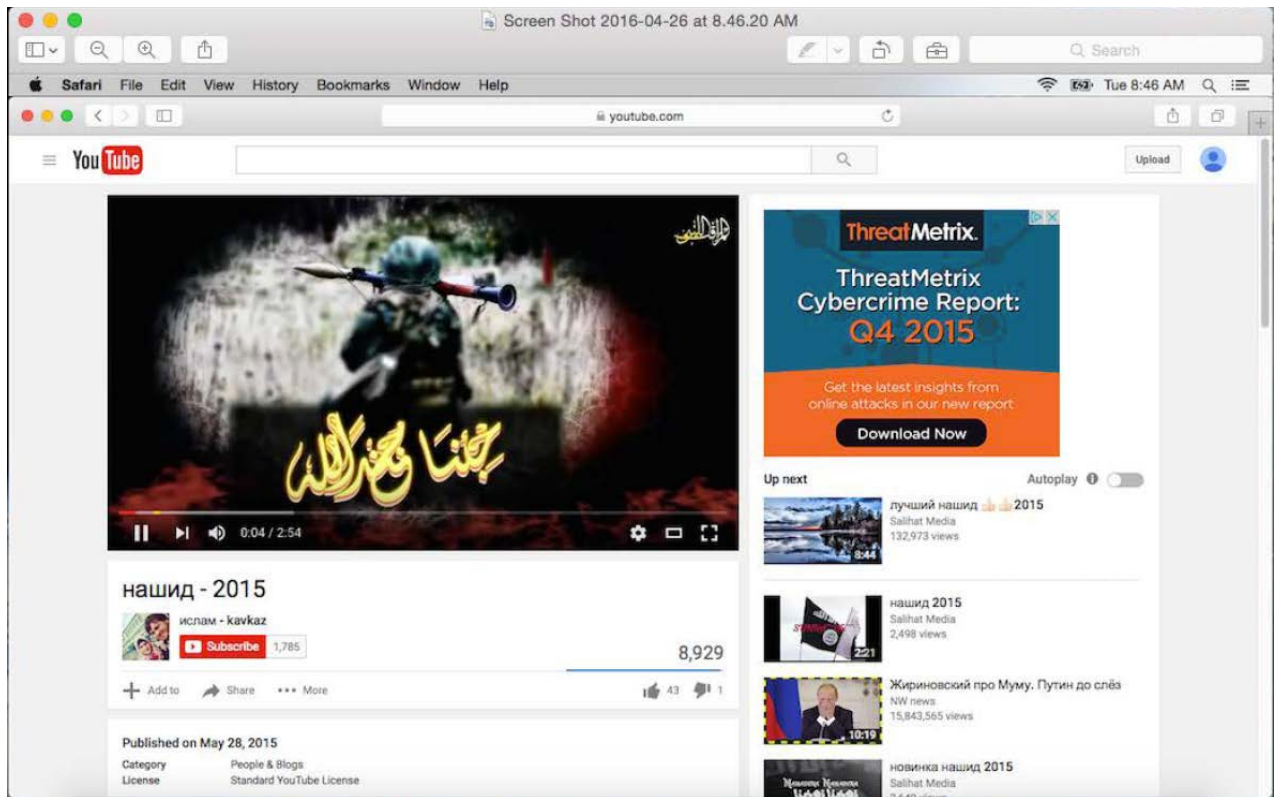 Screen Shot 2016-04-26 at 8.46.20 AM
Search
Safari File Edit View History Bookmarks Window Help Tue 8:46 AM
youtube.com
YouTube Upload
0:04 / 2:54
нашид - 2015
ислам - kavkaz
Subscribe 1,785
8,929
Add to Share More 43 1
Published on May 28, 2015
Category People & Blogs
License Standard YouTube License
ThreatMetrix.
ThreatMetrix
Cybercrime Report:
Q4 2015
Get the latest insights from
online attacks in our new report
Download Now
Up next Autoplay
лучший нашид 👍🏻👍🏻2015
Salihat Media
132,973 views
8:44
нашид 2015
Salihat Media
2,498 views
2:21
Жириновский про Муму. Путин до слёз
NW news
15,843,565 views
10:19
новинка нашид 2015
Salihat Media